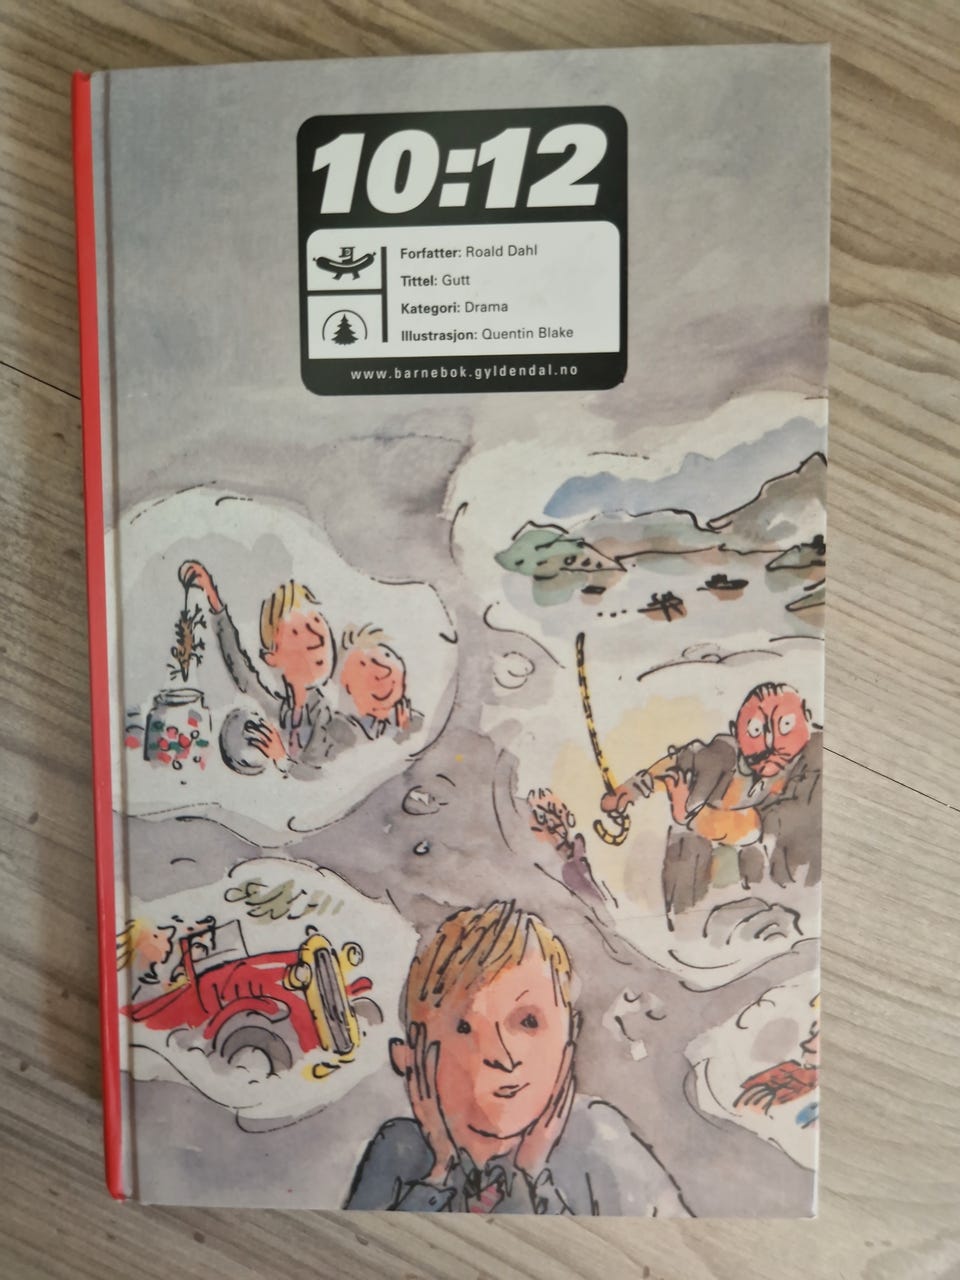 10:12
Forfatter: Roald Dahl
Tittel: Gutt
Kategori: Drama
Illustrasjon: Quentin Blake
www.barnebok.gyldendal.no